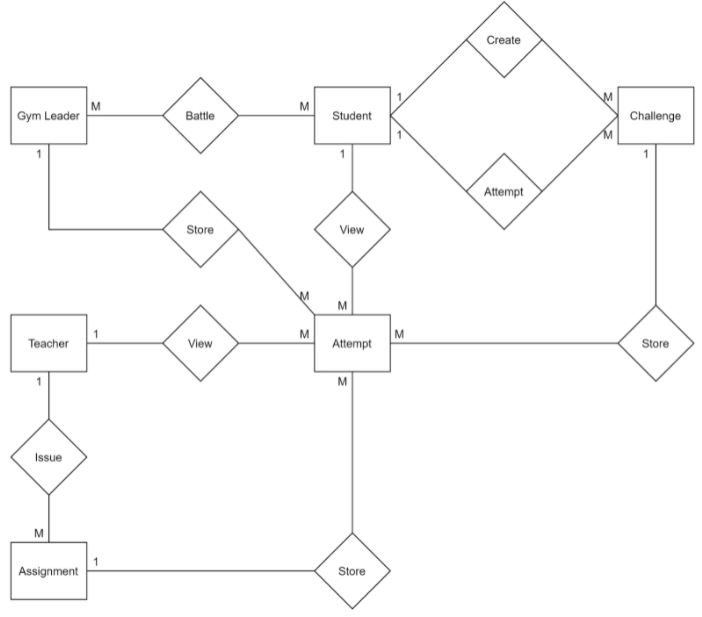 Create
M
M
1
M
Gym Leader
Battle
Student
Challenge
1
M
1
1
1
Attempt
Store
View
M
M
1
M
M
Teacher
View
Attempt
Store
1
M
Issue
M
1
Assignment
Store